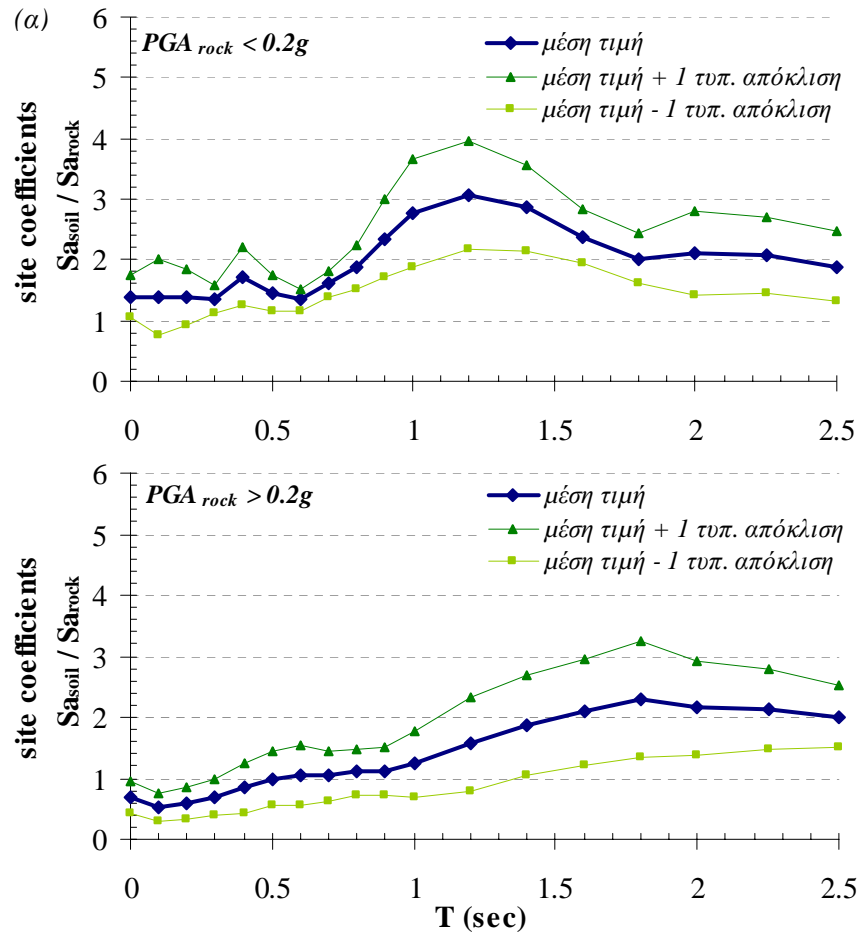 (α)
PGA rock < 0.2g
μέση τιμή
μέση τιμή + 1 τυπ. απόκλιση
μέση τιμή - 1 τυπ. απόκλιση
site coefficients
Sasoil / Sarock
6
5
4
3
2
1
0
0
0.5
1
1.5
2
2.5
PGA rock > 0.2g
μέση τιμή
μέση τιμή + 1 τυπ. απόκλιση
μέση τιμή - 1 τυπ. απόκλιση
site coefficients
Sasoil / Sarock
6
5
4
3
2
1
0
0
0.5
1
1.5
2
2.5
T (sec)